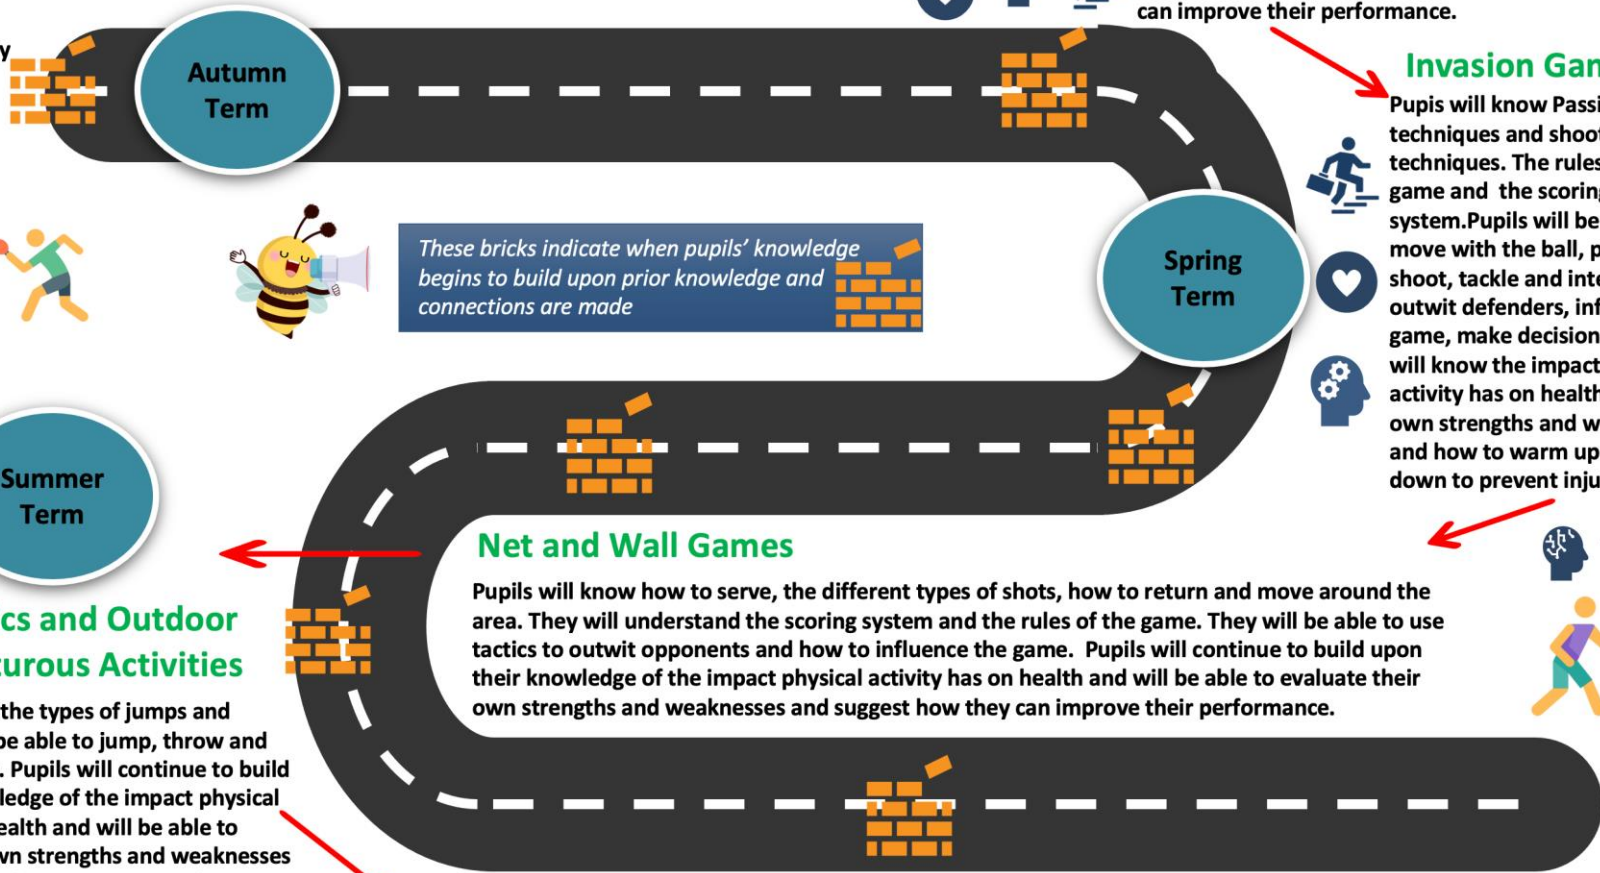 can improve their performance.
y
Autumn
Term
Invasion Gam
Pupis will know Passi
techniques and shoot
techniques. The rules
game and  the scoring
system.Pupils will be
move with the ball, p
shoot, tackle and inte
outwit defenders, inf
game, make decision
will know the impact
activity has on health
own strengths and w
and how to warm up
down to prevent inju
These bricks indicate when pupils’ knowledge
begins to build upon prior knowledge and
connections are made
Spring
Term
Summer
Term
Net and Wall Games
Pupils will know how to serve, the different types of shots, how to return and move around the
area. They will understand the scoring system and the rules of the game. They will be able to use
tactics to outwit opponents and how to influence the game.  Pupils will continue to build upon
their knowledge of the impact physical activity has on health and will be able to evaluate their
own strengths and weaknesses and suggest how they can improve their performance.
cs and Outdoor
turous Activities
the types of jumps and
be able to jump, throw and
. Pupils will continue to build
ledge of the impact physical
ealth and will be able to
wn strengths and weaknesses